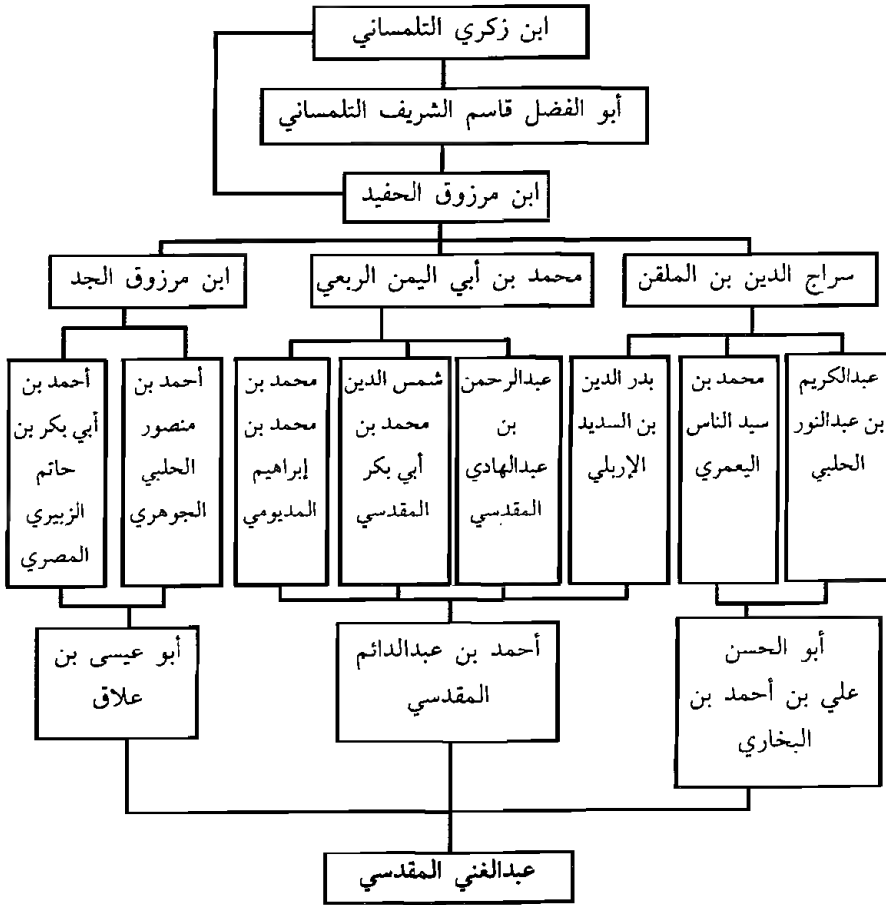 ابن زكري التلمساني
أبو الفضل قاسم الشريف التلمساني
ابن مرزوق الحفيد
سراج الدين بن الملقن
محمد بن أبي اليمن الربعي
ابن مرزوق الجد
عبدالكريم
بن عبدالنور
الحلبي
محمد بن
سيد الناس
اليعمري
بدر الدين
بن السديد
الإربلي
عبدالرحمن
بن
عبدالهادي
المقدسي
شمس الدين
محمد بن
أبي بكر
المقدسي
محمد بن
محمد بن
إبراهيم
المديومي
أحمد بن
منصور
الحلبي
الجوهري
أحمد بن
أبي بكر بن
حاتم
الزبيري
المصري
أبو الحسن
علي بن أحمد بن
البخاري
أحمد بن عبدالدائم
المقدسي
أبو عيسى بن
علاق
عبدالغني المقدسي